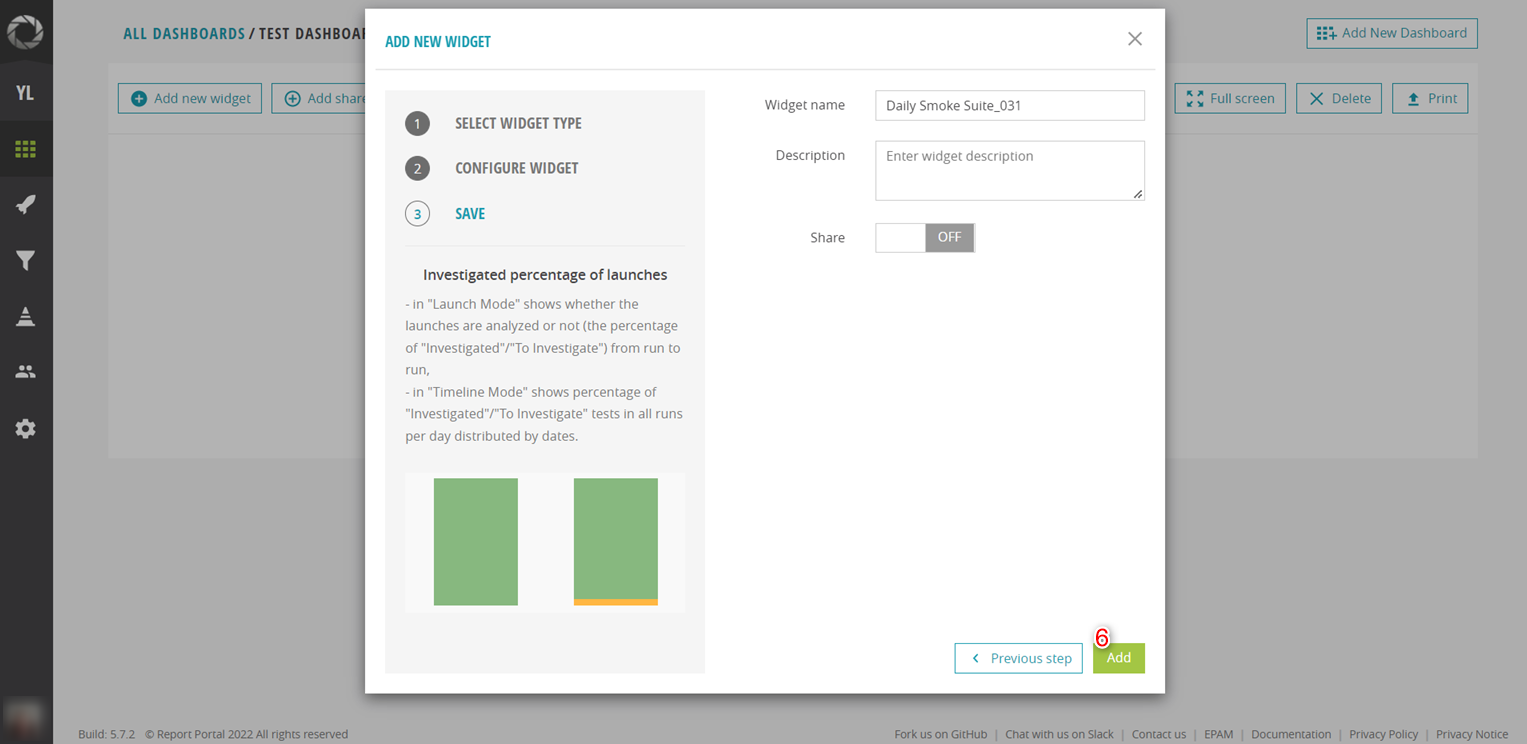 ALL DASHBOARDS / TEST DASHBOAR
Add New Dashboard
YL
Add new widget
Add share
Full screen
Delete
Print
ADD NEW WIDGET
1 SELECT WIDGET TYPE
2 CONFIGURE WIDGET
3 SAVE
Investigated percentage of launches
- in "Launch Mode" shows whether the
launches are analyzed or not (the percentage
of "Investigated"/"To Investigate") from run to
run,
- in "Timeline Mode" shows percentage of
"Investigated"/"To Investigate" tests in all runs
per day distributed by dates.
Widget name Daily Smoke Suite_031
Description Enter widget description
Share OFF
6
Previous step
Add
Build: 5.7.2 © Report Portal 2022 All rights reserved
Fork us on GitHub | Chat with us on Slack | Contact us | EPAM | Documentation | Privacy Policy | Privacy Notice